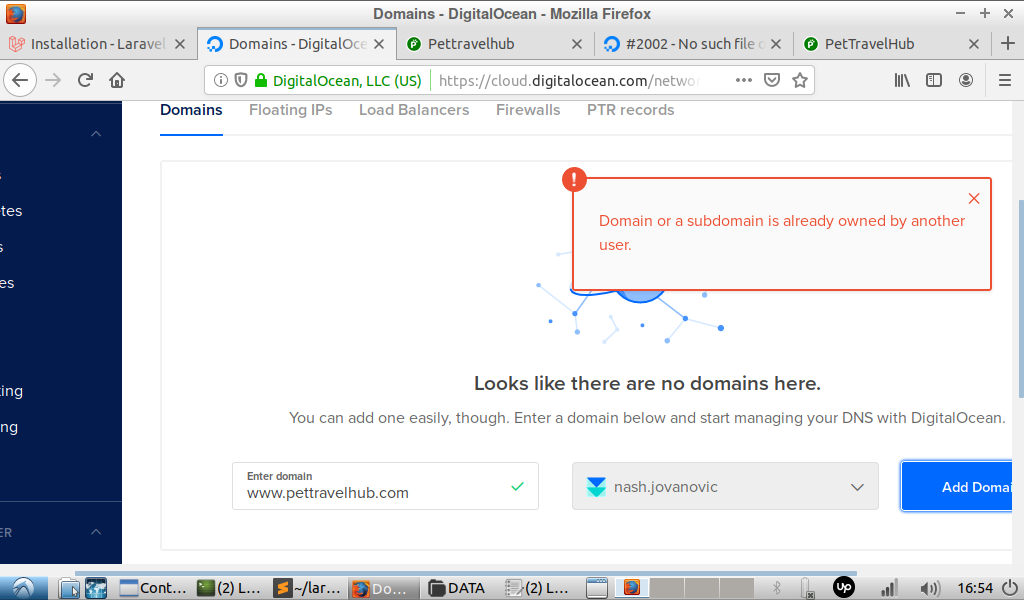 Domains - DigitalOcean - Mozilla Firefox
Installation - Laravel
Domains - DigitalOce
Pettravelhub
#2002 - No such file o
PetTravelHub
DigitalOcean, LLC (US)
https://cloud.digitalocean.com/networ
Domains
Floating IPs
Load Balancers
Firewalls
PTR records
s
etes
s
es
ting
ng
ER
Domain or a subdomain is already owned by another
user.
Looks like there are no domains here.
You can add one easily, though. Enter a domain below and start managing your DNS with DigitalOcean.
Enter domain
www.pettravelhub.com
nash.jovanovic
Add Domai
Cont...
(2) L...
~/lar...
Do...
DATA
(2) L...
Up
16:54